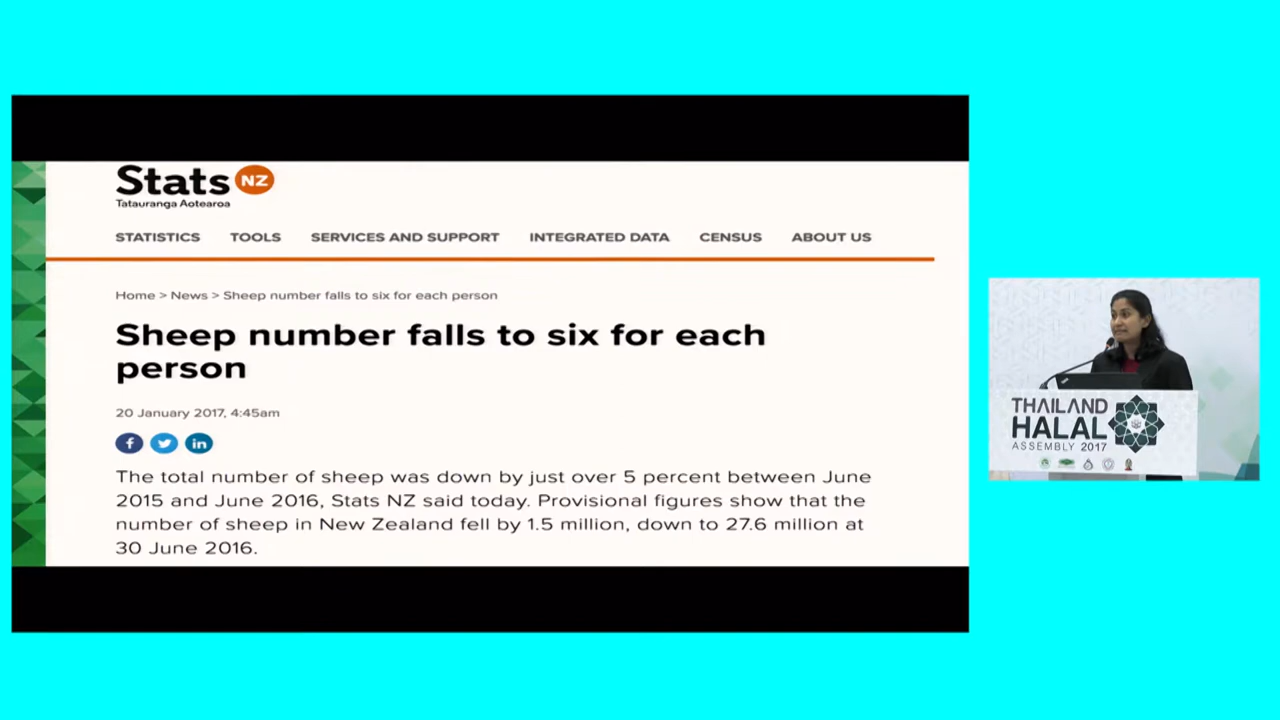 Stats NZ
Tatauranga Aotearoa
STATISTICS TOOLS SERVICES AND SUPPORT INTEGRATED DATA CENSUS ABOUT US
Home > News > Sheep number falls to six for each person
Sheep number falls to six for each
person
20 January 2017, 4:45am
f in
The total number of sheep was down by just over 5 percent between June
2015 and June 2016, Stats NZ said today. Provisional figures show that the
number of sheep in New Zealand fell by 1.5 million, down to 27.6 million at
30 June 2016.
THAILAND
HALAL
ASSEMBLY 2017